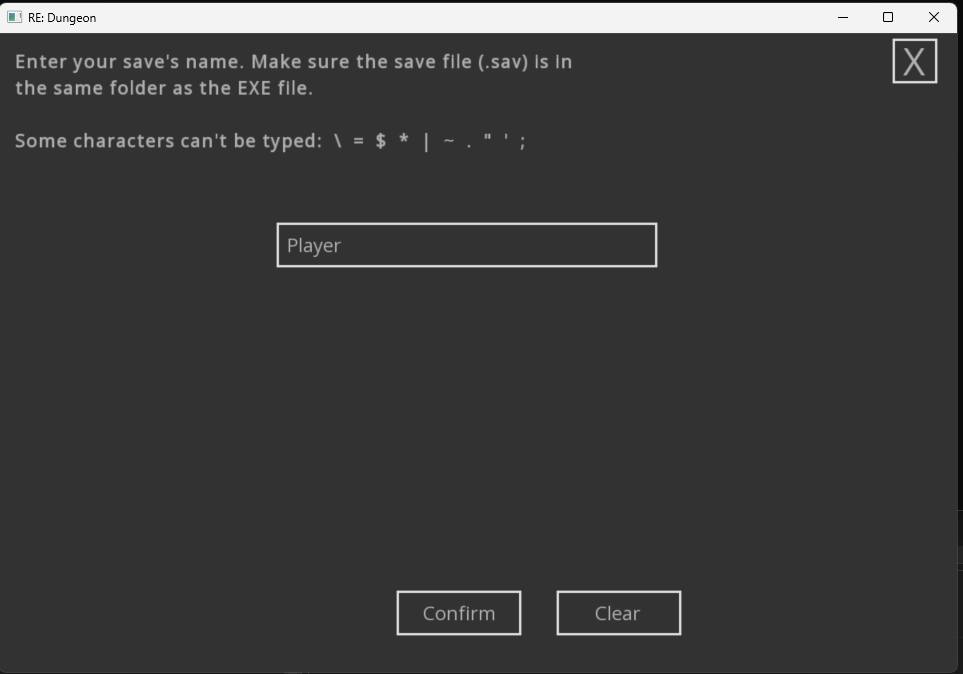 RE: Dungeon
Enter your save's name. Make sure the save file (.sav) is in
the same folder as the EXE file.
X
Some characters can't be typed: \ = $ * | ~ . " ' ;
Player
Confirm
Clear